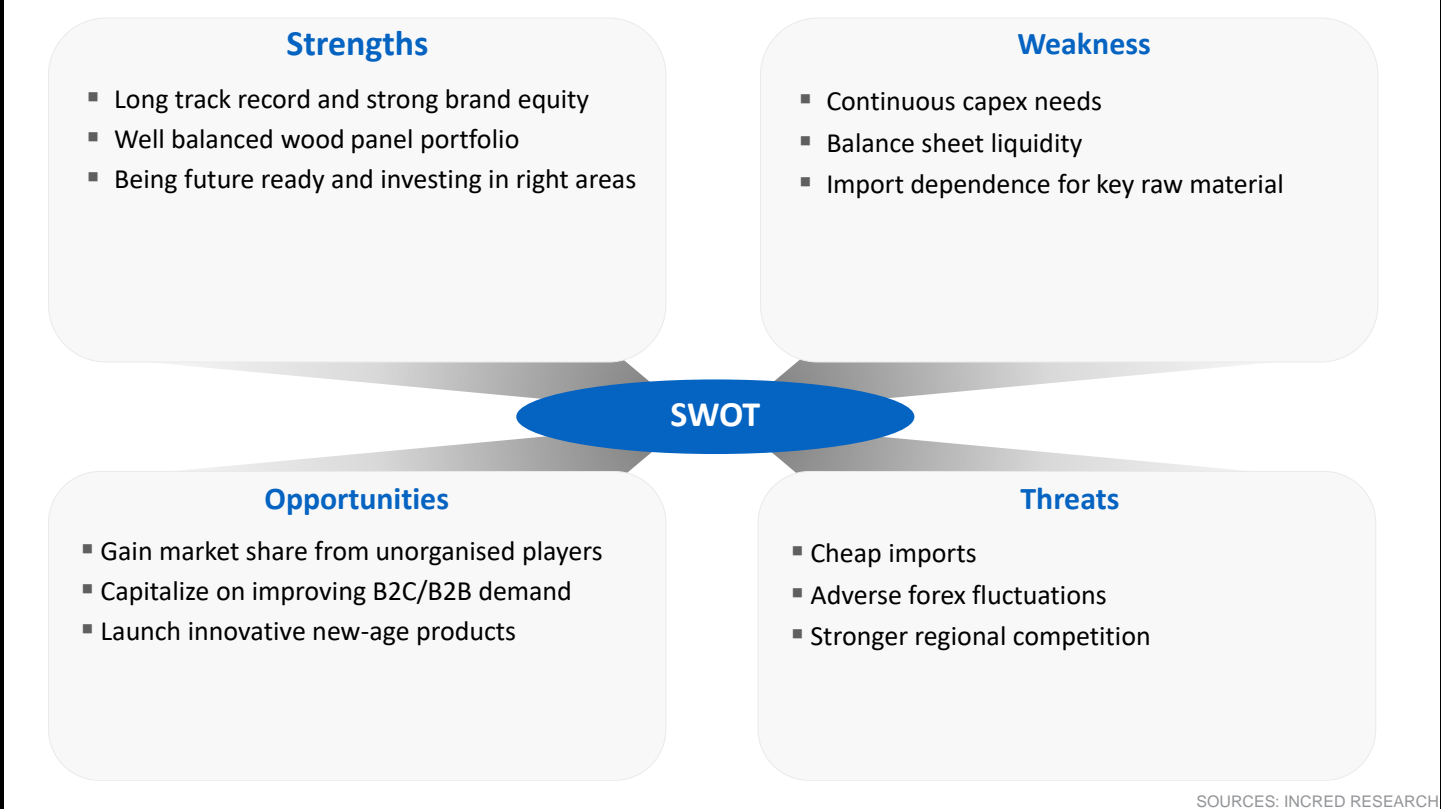 Strengths
▪ Long track record and strong brand equity
▪ Well balanced wood panel portfolio
▪ Being future ready and investing in right areas
Weakness
▪ Continuous capex needs
▪ Balance sheet liquidity
▪ Import dependence for key raw material
SWOT
Opportunities
▪ Gain market share from unorganised players
▪ Capitalize on improving B2C/B2B demand
▪ Launch innovative new-age products
Threats
▪ Cheap imports
▪ Adverse forex fluctuations
▪ Stronger regional competition
SOURCES: INCRED RESEARCH